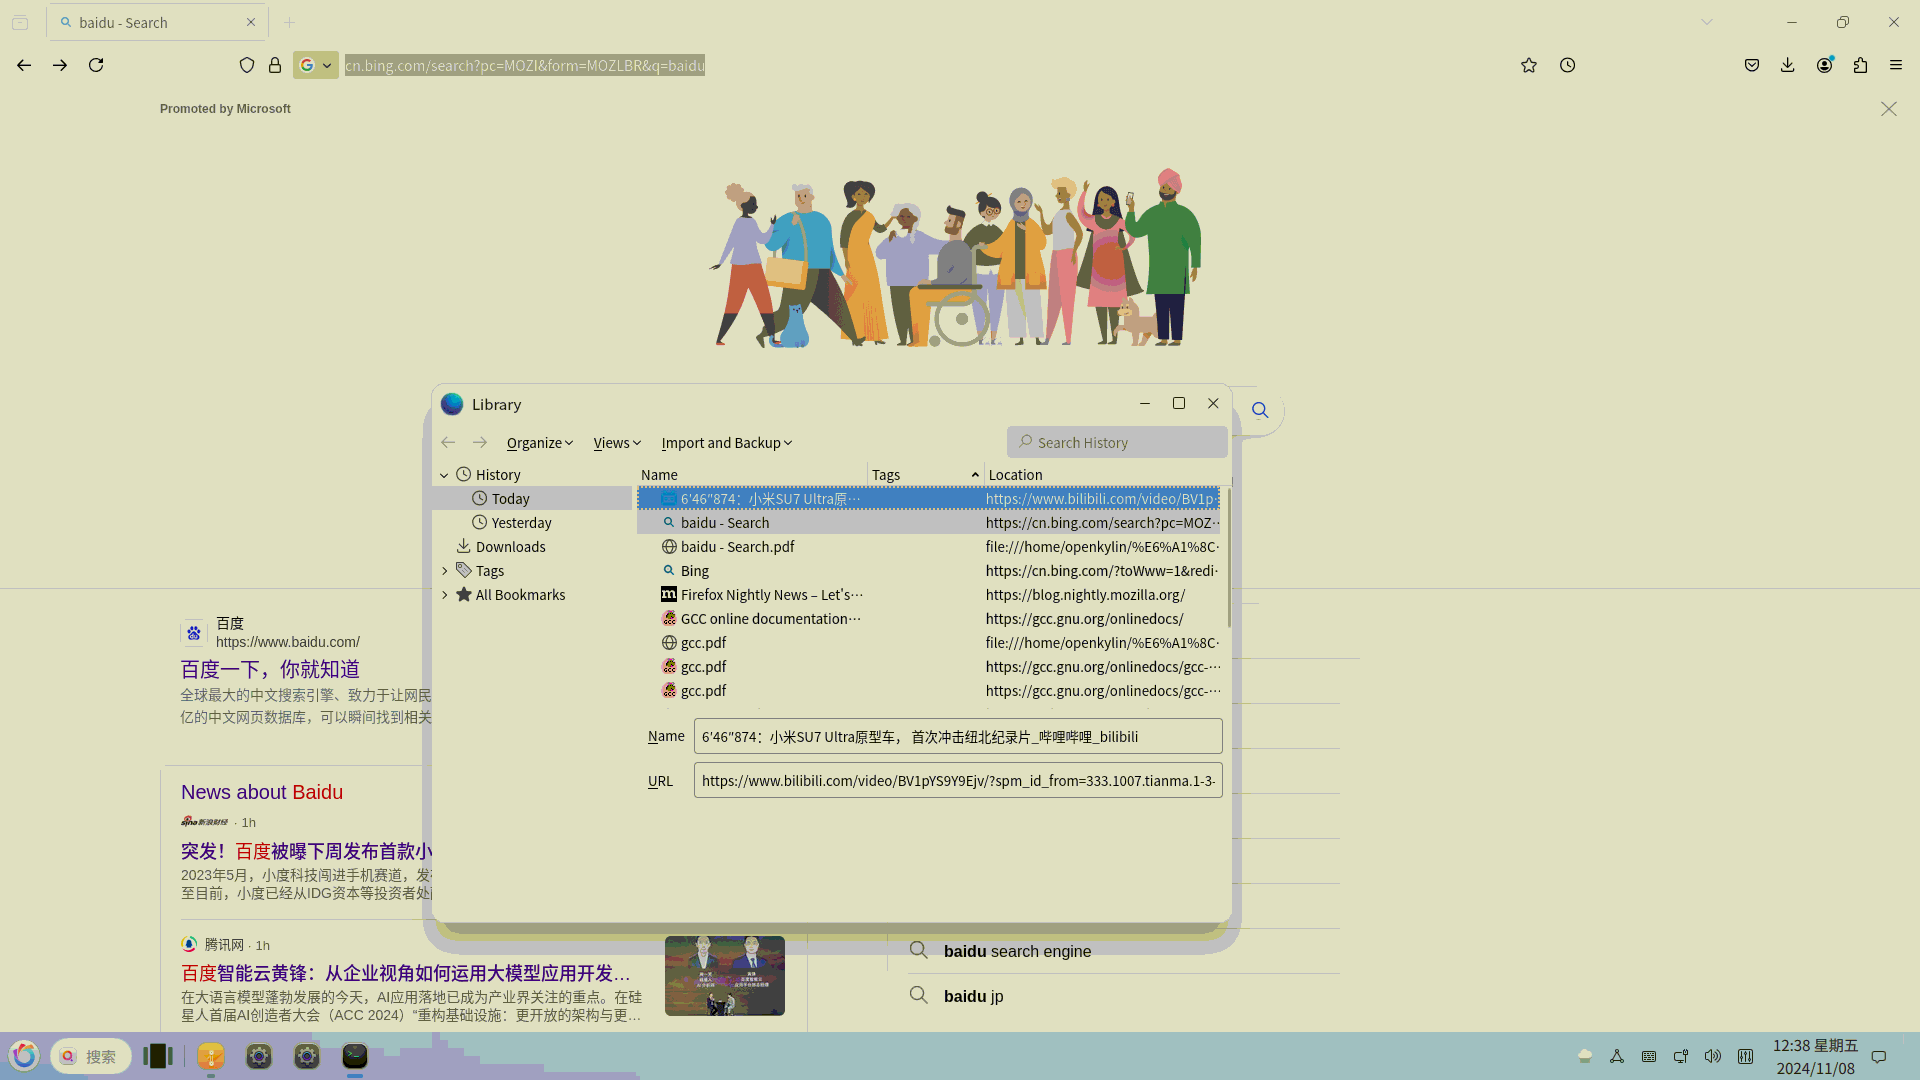 baidu - Search
cn.bing.com/search?pc=MOZI&form=MOZLBR&q=baidu
Promoted by Microsoft
Library
Organize
Views
Import and Backup
Search History
History
Today
Yesterday
Downloads
Tags
All Bookmarks
Name
Tags
Location
6′46″874：小米SU7 Ultra原…
https://www.bilibili.com/video/BV1p…
baidu - Search
https://cn.bing.com/search?pc=MOZ…
baidu - Search.pdf
file:///home/openkylin/%E6%A1%8C…
Bing
https://cn.bing.com/?toWww=1&redi…
Firefox Nightly News – Let's…
https://blog.nightly.mozilla.org/
GCC online documentation…
https://gcc.gnu.org/onlinedocs/
gcc.pdf
file:///home/openkylin/%E6%A1%8C…
gcc.pdf
https://gcc.gnu.org/onlinedocs/gcc-…
gcc.pdf
https://gcc.gnu.org/onlinedocs/gcc-…
Name
6′46″874：小米SU7 Ultra原型车， 首次冲击纽北纪录片_哔哩哔哩_bilibili
URL
https://www.bilibili.com/video/BV1pYS9Y9Ejv/?spm_id_from=333.1007.tianma.1-3-
百度
https://www.baidu.com/
百度一下，你就知道
全球最大的中文搜索引擎、致力于让网民
亿的中文网页数据库，可以瞬间找到相关
News about Baidu
sina新浪财经 · 1h
突发！百度被曝下周发布首款小
2023年5月，小度科技闯进手机赛道，发
至目前，小度已经从IDG资本等投资者处
腾讯网 · 1h
百度智能云黄锋：从企业视角如何运用大模型应用开发…
在大语言模型蓬勃发展的今天，AI应用落地已成为产业界关注的重点。在硅
星人首届AI创造者大会（ACC 2024）“重构基础设施：更开放的架构与更…
baidu search engine
baidu jp
搜索
12:38 星期五
2024/11/08